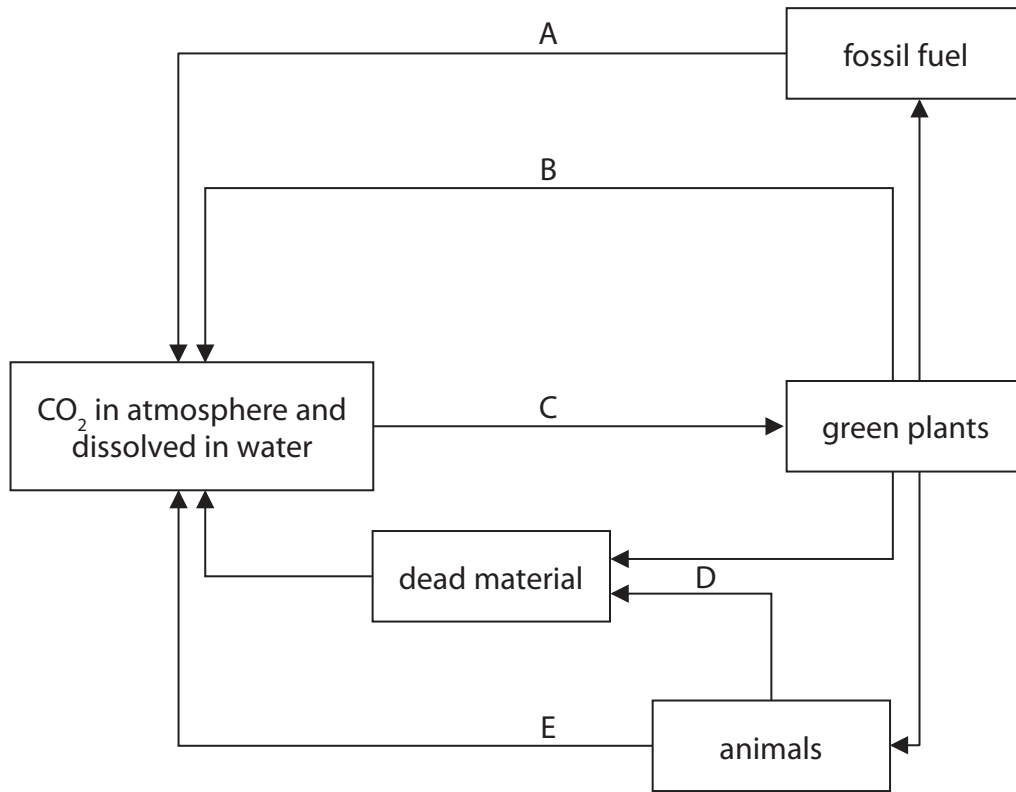 A
fossil fuel
B
CO₂ in atmosphere and
dissolved in water
C
green plants
dead material
D
E
animals